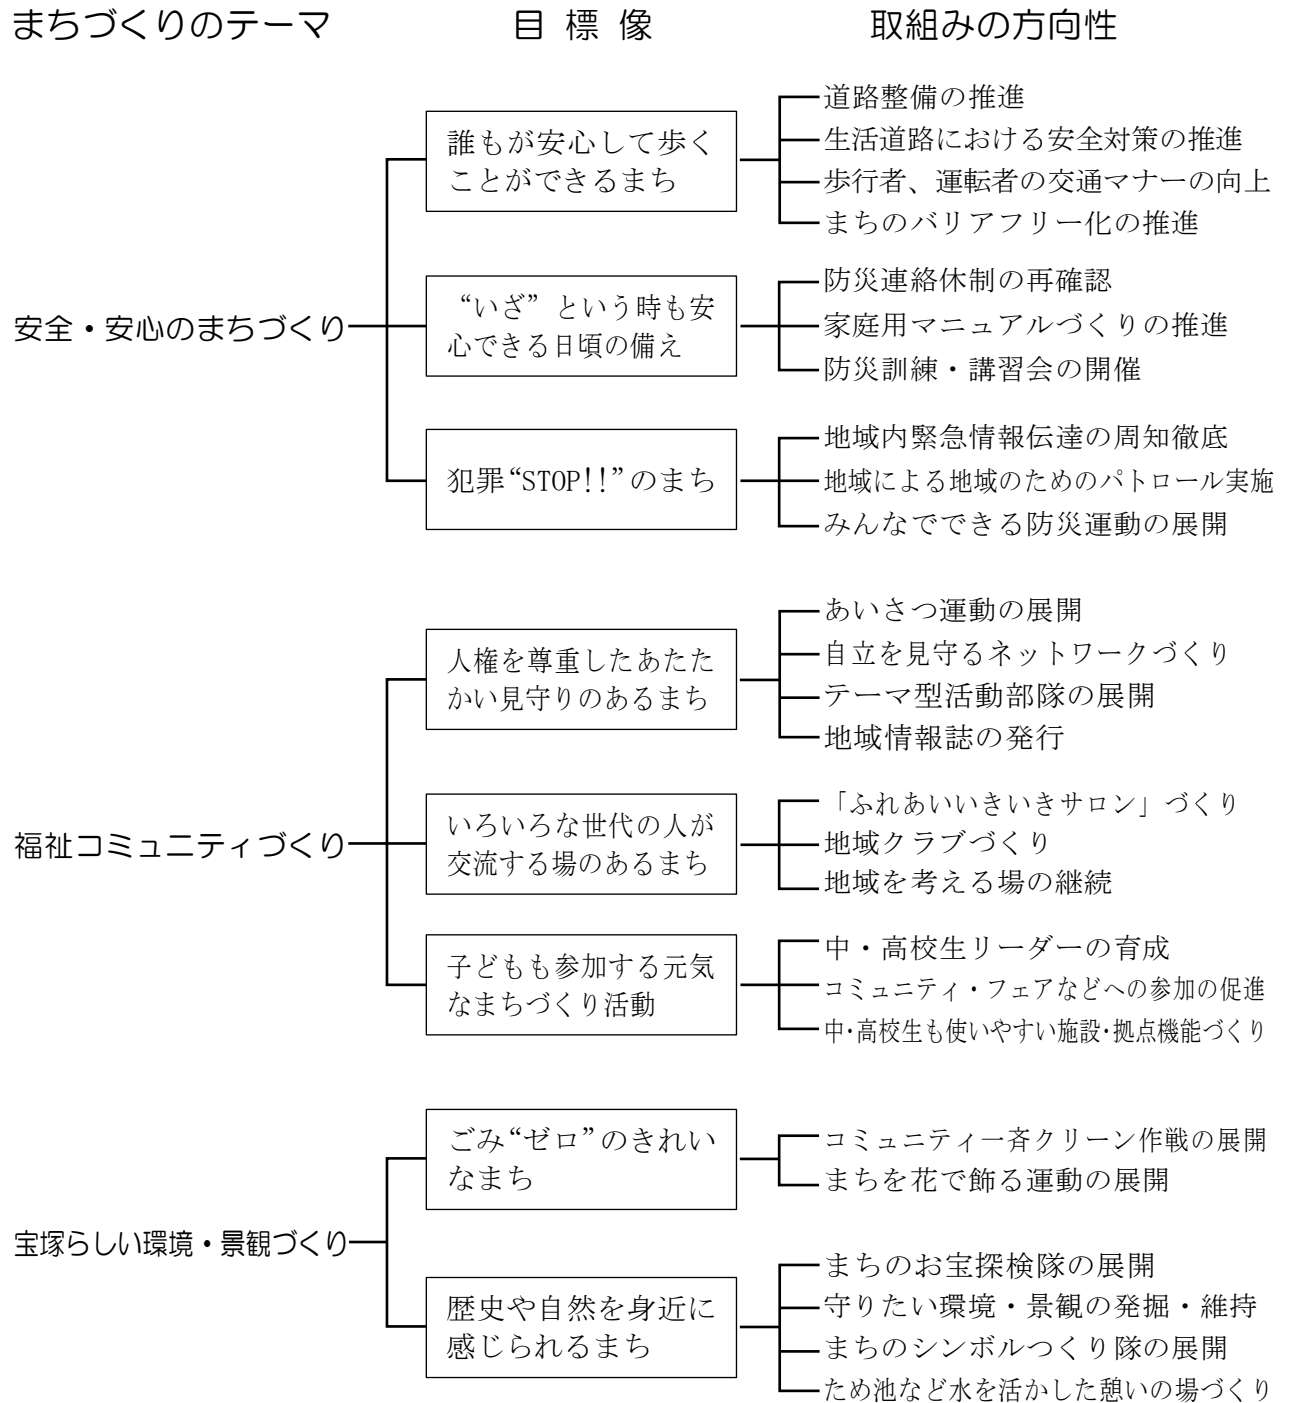 まちづくりのテーマ
目標像
取組みの方向性
安全・安心のまちづくり
誰もが安心して歩く
ことができるまち
道路整備の推進
生活道路における安全対策の推進
歩行者、運転者の交通マナーの向上
まちのバリアフリー化の推進
“いざ”という時も安
心できる日頃の備え
防災連絡休制の再確認
家庭用マニュアルづくりの推進
防災訓練・講習会の開催
犯罪“STOP!!”のまち
地域内緊急情報伝達の周知徹底
地域による地域のためのパトロール実施
みんなでできる防災運動の展開
福祉コミュニティづくり
人権を尊重したあたた
かい見守りのあるまち
あいさつ運動の展開
自立を見守るネットワークづくり
テーマ型活動部隊の展開
地域情報誌の発行
いろいろな世代の人が
交流する場のあるまち
「ふれあいいきいきサロン」づくり
地域クラブづくり
地域を考える場の継続
子どもも参加する元気
なまちづくり活動
中・高校生リーダーの育成
コミュニティ・フェアなどへの参加の促進
中・高校生も使いやすい施設・拠点機能づくり
宝塚らしい環境・景観づくり
ごみ“ゼロ”のきれい
なまち
コミュニティ一斉クリーン作戦の展開
まちを花で飾る運動の展開
歴史や自然を身近に
感じられるまち
まちのお宝探検隊の展開
守りたい環境・景観の発掘・維持
まちのシンボルつくり隊の展開
ため池など水を活かした憩いの場づくり